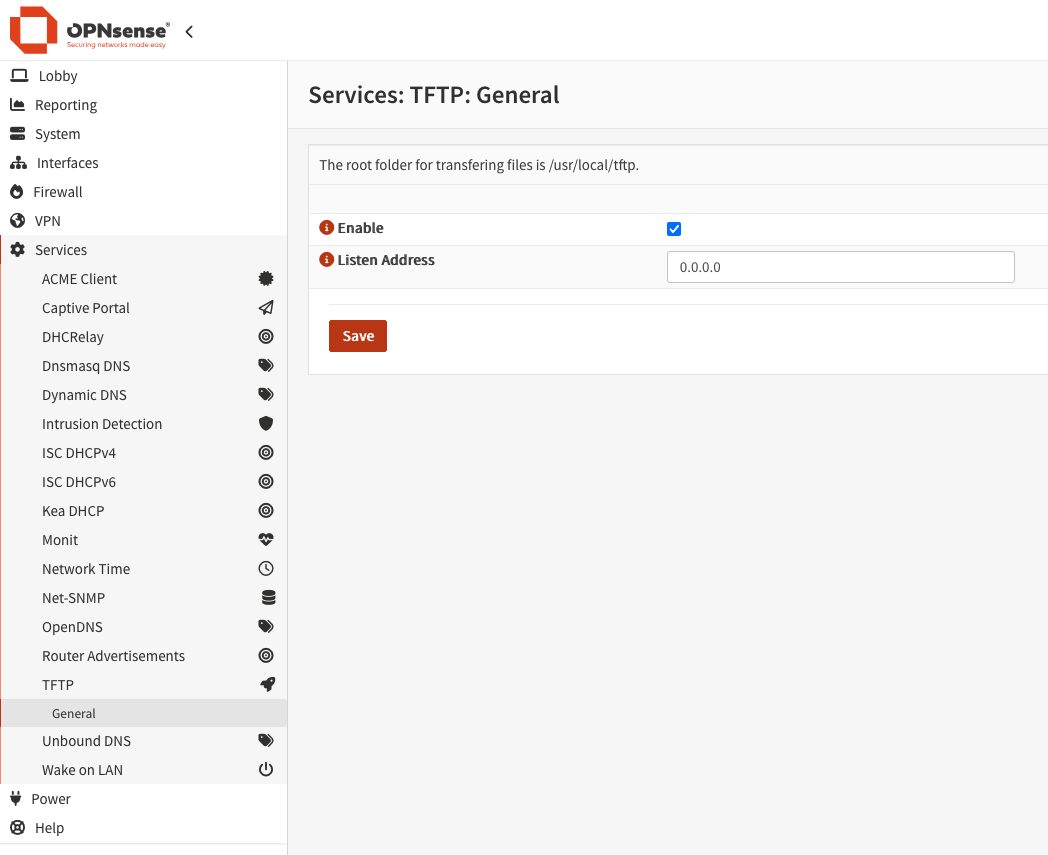 OPNsense®
Securing networks made easy
Lobby
Reporting
System
Interfaces
Firewall
VPN
Services
ACME Client
Captive Portal
DHCRelay
Dnsmasq DNS
Dynamic DNS
Intrusion Detection
ISC DHCPv4
ISC DHCPv6
Kea DHCP
Monit
Network Time
Net-SNMP
OpenDNS
Router Advertisements
TFTP
General
Unbound DNS
Wake on LAN
Power
Help
Services: TFTP: General
The root folder for transfering files is /usr/local/tftp.
Enable
Listen Address
0.0.0.0
Save